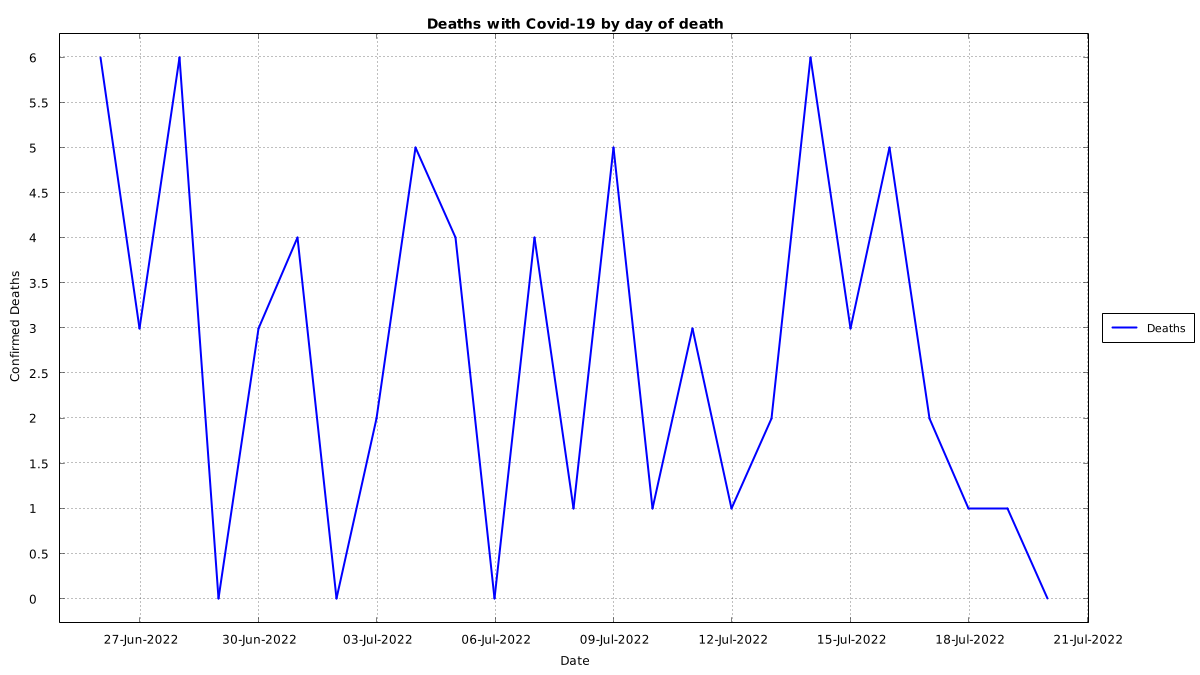 Deaths with Covid-19 by day of death
6
5.5
5
4.5
4
3.5
3
2.5
2
1.5
1
0.5
0
Confirmed Deaths
27-Jun-2022 30-Jun-2022 03-Jul-2022 06-Jul-2022 09-Jul-2022 12-Jul-2022 15-Jul-2022 18-Jul-2022 21-Jul-2022
Date
Deaths